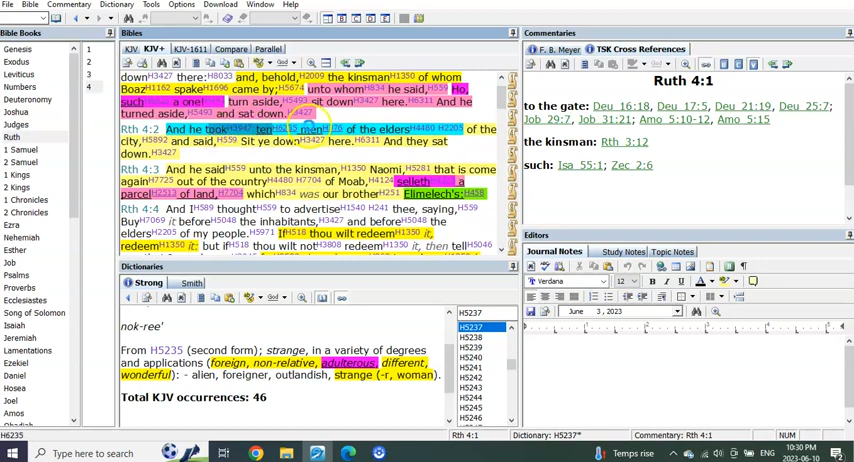 File View Bible Tools Options Download Window Help
Bible Books
Bibles
Commentaries
Genesis
Exodus
Leviticus
Numbers
Deuteronomy
Joshua
Judges
Ruth
1 Samuel
2 Samuel
1 Kings
2 Kings
1 Chronicles
2 Chronicles
Ezra
Nehemiah
Esther
Job
Psalms
Proverbs
Ecclesiastes
Song of Solomon
Isaiah
Jeremiah
Lamentations
Ezekiel
Daniel
Hosea
Joel
Amos
1
2
3
4
KJV KJV+ KJV-1611 Compare Parallel
down H3427 there: H8033 and, behold, H2009 the kinsman H1350 of whom
Boaz H1162 spake H1696 came by; H5674 unto whom H834 he said, H559 Ho,
such a one! turn aside, H5493 sit down H3427 here. H6311 And he
turned aside, H5493 and sat down. H3427
Rth 4:2 And he took H3947 ten H6235 men of the elders H4480 H2205 of the
city, H5892 and said, H559 Sit ye down H3427 here. H6311 And they sat
down. H3427
Rth 4:3 And he said H559 unto the kinsman, Naomi, H5281 that is come
again H7725 out of the country H4480 H7704 of Moab, H4124 selleth a
parcel H2513 of land, H7704 which H834 was our brother H251 Elimelech's: H458
Rth 4:4 And I H589 thought H559 to advertise H1540 H241 thee, saying, H559
Buy H7069 it before H5048 the inhabitants, H3427 and before H5048 the
elders H2205 of my people. H5971 If H518 thou wilt redeem H1350 it,
redeem H1350 it: but if H518 thou wilt not H3808 redeem H1350 it, then tell H5046
F. B. Meyer TSK Cross References
Ruth 4:1
to the gate: Deu 16:18, Deu 17:5, Deu 21:19, Deu 25:7;
Job 29:7, Job 31:21; Amo 5:10-12, Amo 5:15
the kinsman: Rth 3:12
such: Isa 55:1; Zec 2:6
Editors
Journal Notes Study Notes Topic Notes
Verdana 12 B I U A
June 3, 2023
Dictionaries
Strong Smith
nok-ree'
From H5235 (second form); strange, in a variety of degrees
and applications (foreign, non-relative, adulterous, different,
wonderful): - alien, foreigner, outlandish, strange (-r, woman).
Total KJV occurrences: 46
H5237
H5237
H5238
H5239
H5240
H5241
H5242
H5243
H5244
H5245
H6235
Rth 4:1
Dictionary: H5237*
Commentary: Rth 4:1
NUM
Type here to search
Temps rise
ENG
10:30 PM
2023-06-10